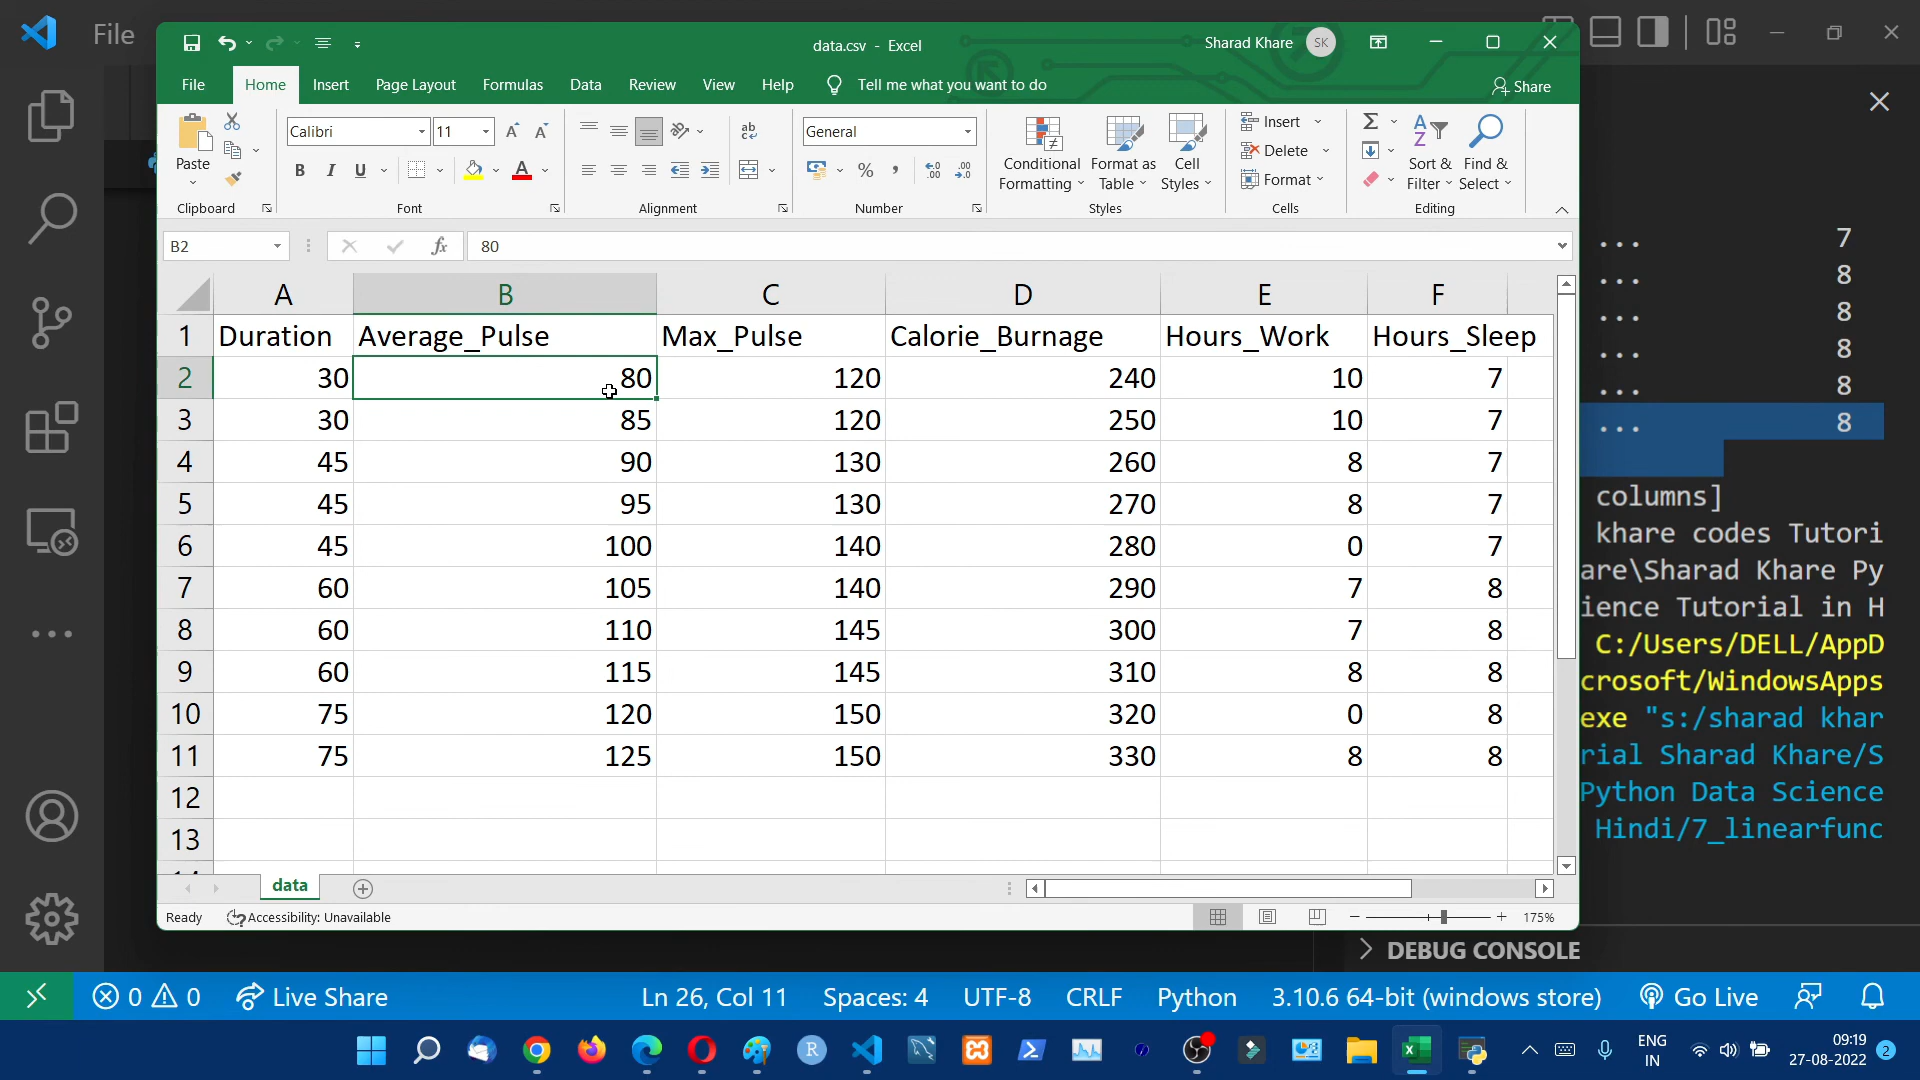 File
data.csv - Excel
Sharad Khare SK
File Home Insert Page Layout Formulas Data Review View Help Tell me what you want to do Share
Paste
Calibri 11
ab
General
Conditional Formatting
Format as Table
Cell Styles
Insert
Delete
Format
Sort & Filter
Find & Select
Clipboard Font Alignment Number Styles Cells Editing
B2 fx 80
A B C D E F
1 Duration Average_Pulse Max_Pulse Calorie_Burnage Hours_Work Hours_Sleep
2 30 80 120 240 10 7
3 30 85 120 250 10 7
4 45 90 130 260 8 7
5 45 95 130 270 8 7
6 45 100 140 280 0 7
7 60 105 140 290 7 8
8 60 110 145 300 7 8
9 60 115 145 310 8 8
10 75 120 150 320 0 8
11 75 125 150 330 8 8
12
13
data
Ready Accessibility: Unavailable 175%
... 7
... 8
... 8
... 8
... 8
... 8
columns]
khare codes Tutori
are\Sharad Khare Py
ience Tutorial in H
C:/Users/DELL/AppD
crosoft/WindowsApps
exe "s:/sharad khar
rial Sharad Khare/S
Python Data Science
Hindi/7_linearfunc
DEBUG CONSOLE
0 0 Live Share Ln 26, Col 11 Spaces: 4 UTF-8 CRLF Python 3.10.6 64-bit (windows store) Go Live
ENG
IN
09:19
27-08-2022
2